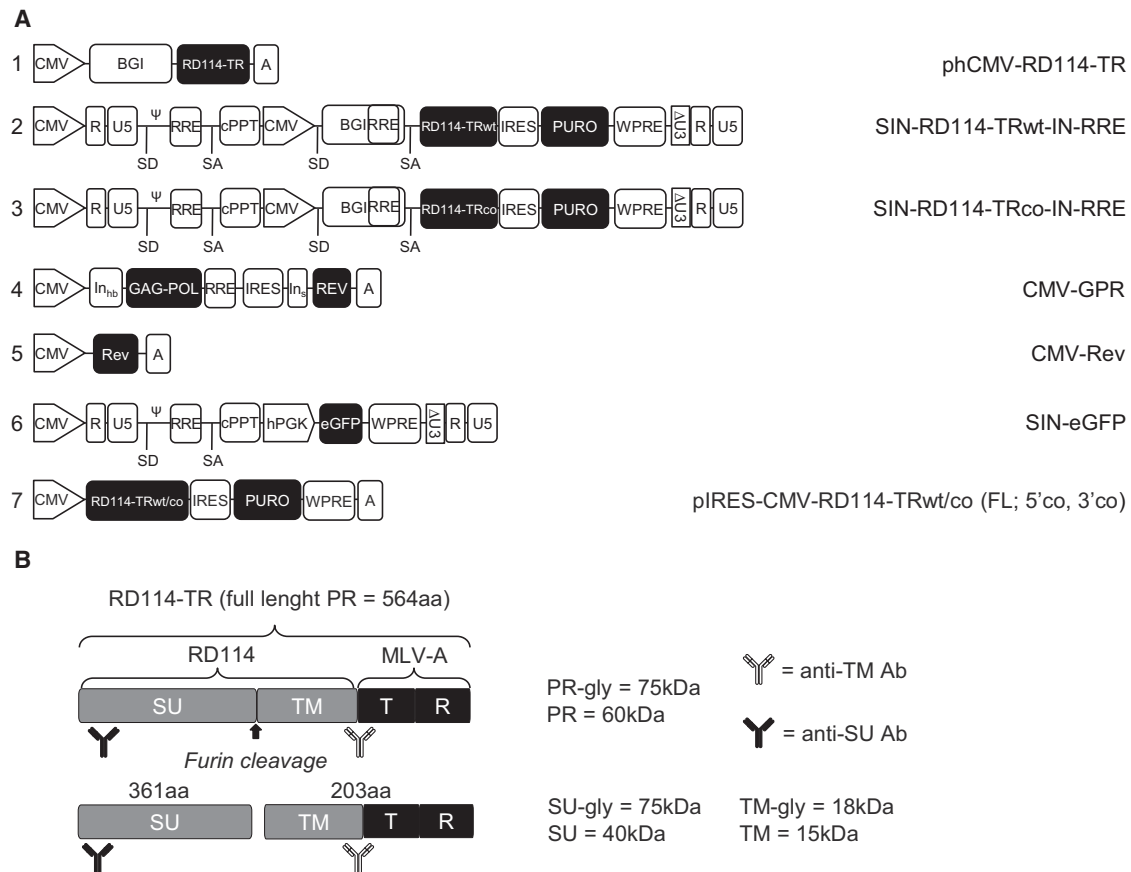 A
1 CMV BGI RD114-TR A phCMV-RD114-TR
2 CMV R U5 Ψ RRE cPPT CMV BGI RRE RD114-TRwt IRES PURO WPRE ΔU3 R U5 SIN-RD114-TRwt-IN-RRE
SD SA SD SA
3 CMV R U5 Ψ RRE cPPT CMV BGI RRE RD114-TRco IRES PURO WPRE ΔU3 R U5 SIN-RD114-TRco-IN-RRE
SD SA SD SA
4 CMV Inhb GAG-POL RRE IRES Ins REV A CMV-GPR
5 CMV Rev A CMV-Rev
6 CMV R U5 Ψ RRE cPPT hPGK eGFP WPRE ΔU3 R U5 SIN-eGFP
SD SA
7 CMV RD114-TRwt/co IRES PURO WPRE A pIRES-CMV-RD114-TRwt/co (FL; 5'co, 3'co)
B
RD114-TR (full lenght PR = 564aa)
RD114 MLV-A
SU TM T R
Furin cleavage
PR-gly = 75kDa
PR = 60kDa
= anti-TM Ab
= anti-SU Ab
361aa 203aa
SU TM T R
SU-gly = 75kDa TM-gly = 18kDa
SU = 40kDa TM = 15kDa